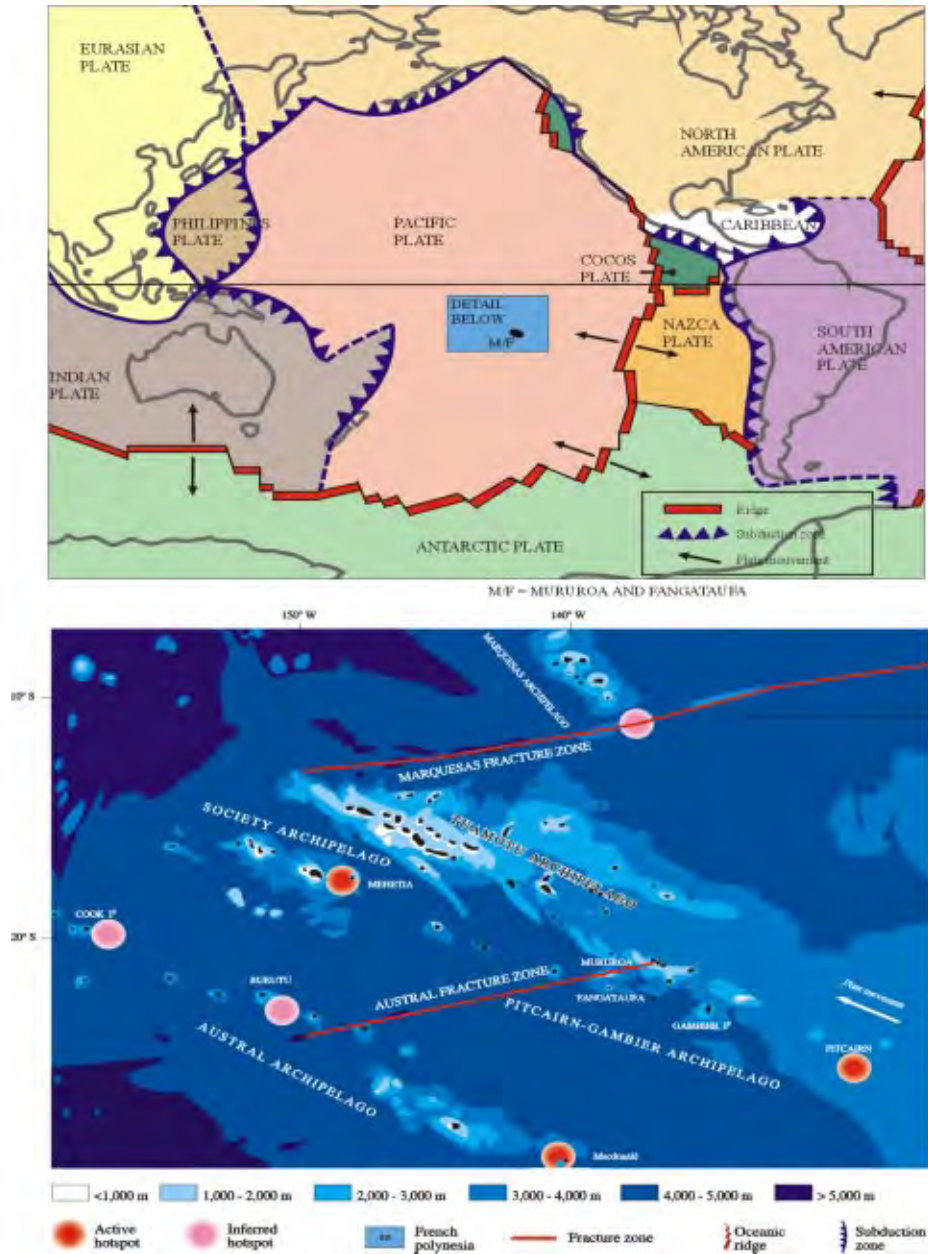 EURASIAN
PLATE
NORTH
AMERICAN PLATE
PHILIPPINES
PLATE
PACIFIC
PLATE
CARIBBEAN
COCOS
PLATE
DETAIL
BELOW
M/F
NAZCA
PLATE
SOUTH
AMERICAN
PLATE
INDIAN
PLATE
ANTARCTIC PLATE
Ridge
Subduction zone
Plate mouvement
M/F = MURUROA AND FANGATAUFA
150° W
140° W
10° S
MARQUESAS ARCHIPELAGO
MARQUESAS FRACTURE ZONE
SOCIETY ARCHIPELAGO
ARCHIPELAGO
COOK Iˢ
20° S
MURUROA
AUSTRAL FRACTURE ZONE
FANGATAUFA
GAMBIER Iˢ
Plate movement
PITCAIRN-GAMBIER ARCHIPELAGO
PITCAIRN
AUSTRAL ARCHIPELAGO
Macdonald
<1,000 m
1,000 - 2,000 m
2,000 - 3,000 m
3,000 - 4,000 m
4,000 - 5,000 m
> 5,000 m
Active
hotspot
Inferred
hotspot
French
polynesia
Fracture zone
Oceanic
ridge
Subduction
zone